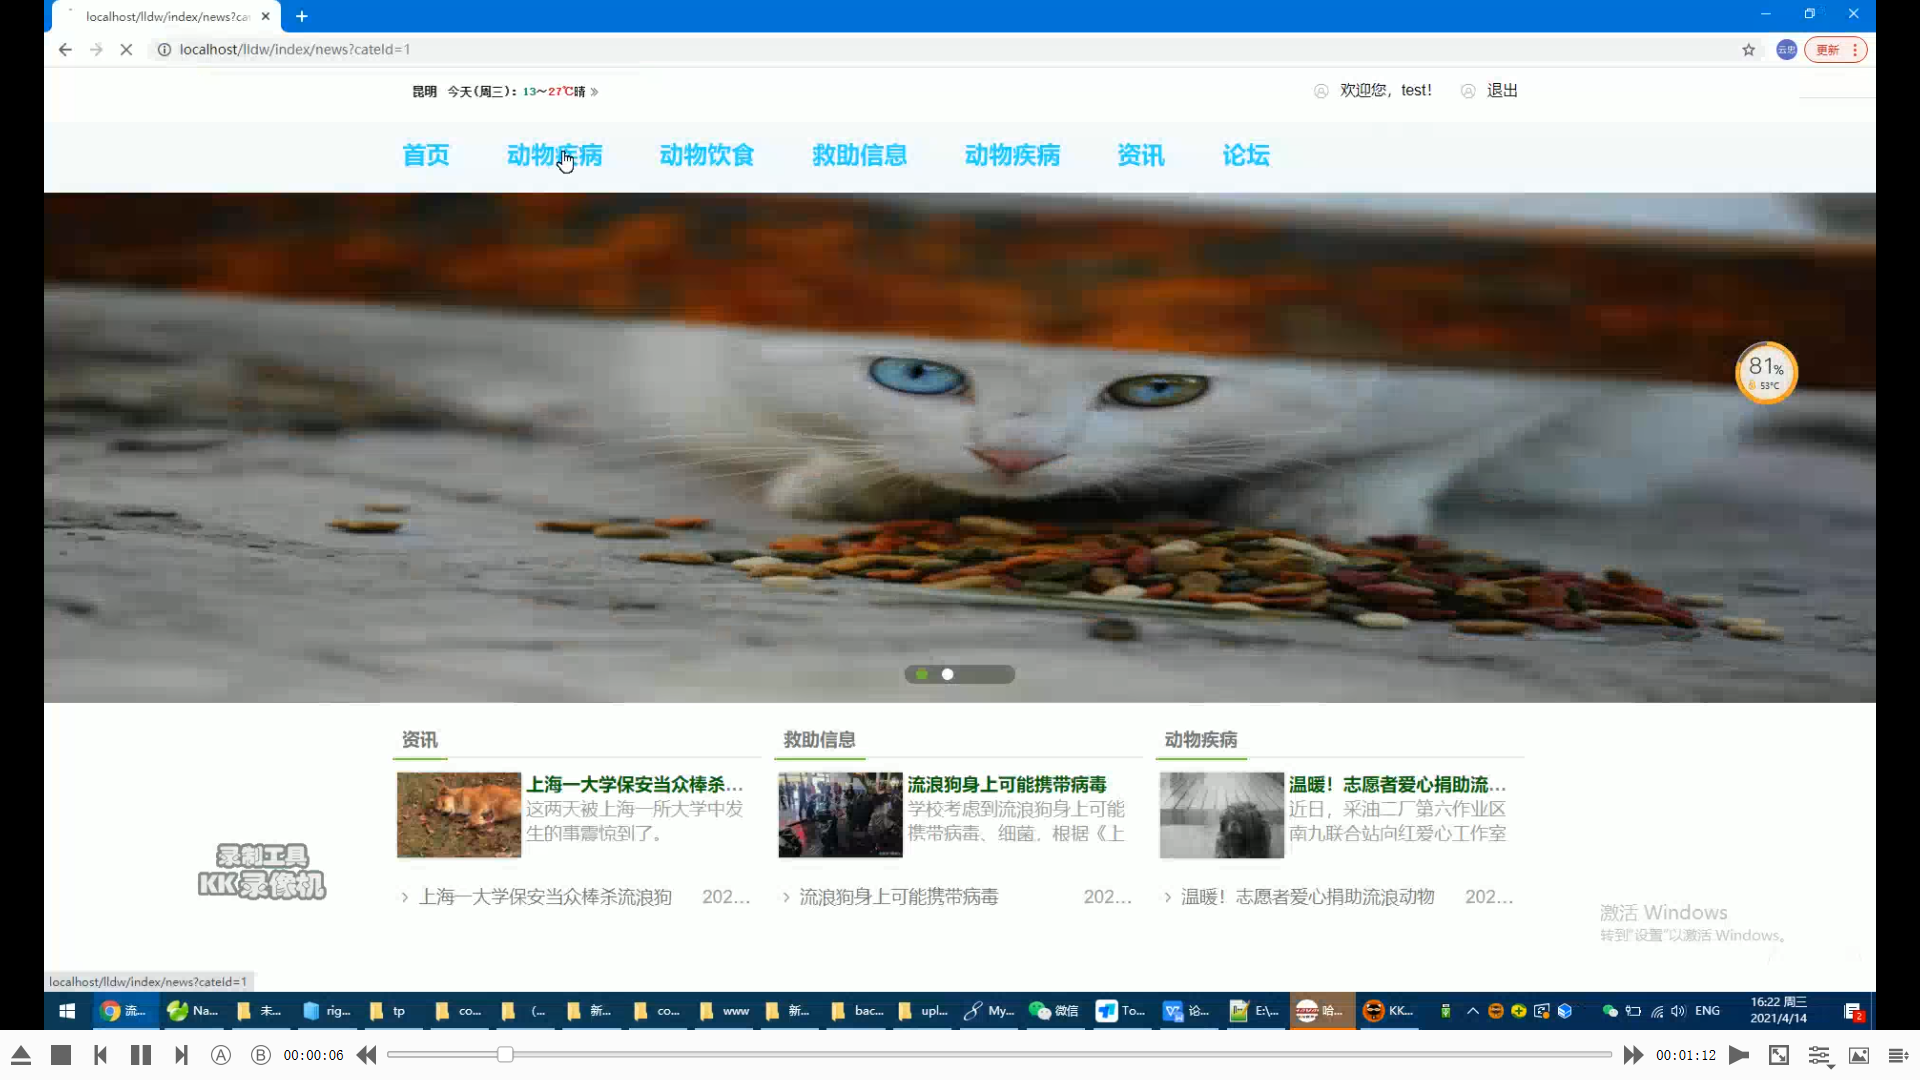 localhost/lldw/index/news?ca
localhost/lldw/index/news?cateId=1
云忠
更新
昆明 今天(周三)：13～27℃晴
欢迎您，test! 退出
首页 动物疾病 动物饮食 救助信息 动物疾病 资讯 论坛
81%
53°C
资讯
上海一大学保安当众棒杀...
这两天被上海一所大学中发
生的事震惊到了。
上海一大学保安当众棒杀流浪狗 202...
救助信息
流浪狗身上可能携带病毒
学校考虑到流浪狗身上可能
携带病毒、细菌，根据《上
流浪狗身上可能携带病毒 202...
动物疾病
温暖！志愿者爱心捐助流...
近日，采油二厂第六作业区
南九联合站向红爱心工作室
温暖！志愿者爱心捐助流浪动物 202...
录制工具
KK录像机
激活 Windows
转到"设置"以激活 Windows。
localhost/lldw/index/news?cateId=1
流... Na... 未... rig... tp co... (... 新... co... www 新... bac... upl... My... 微信 To... 论... E:\... 哈... KK... ENG
16:22 周三
2021/4/14
2
A B 00:00:06 00:01:12